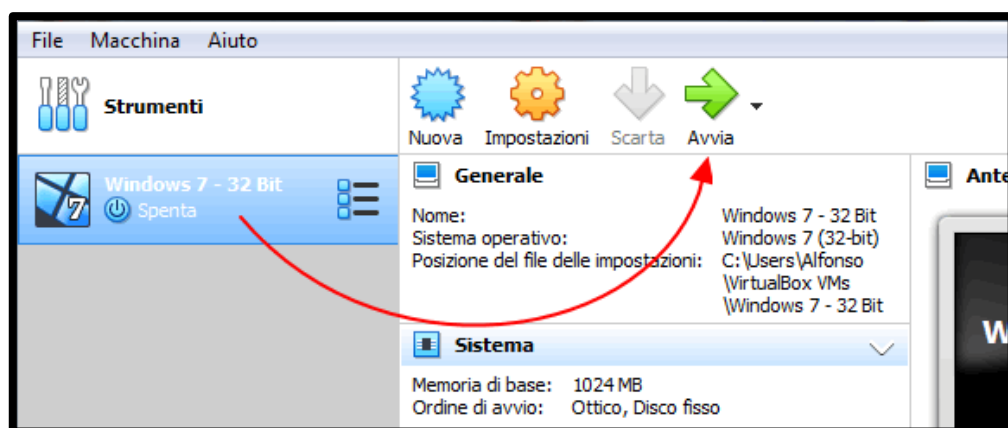 File Macchina Aiuto
Strumenti
Nuova Impostazioni Scarta Avvia
Windows 7 - 32 Bit
Spenta
7
Generale
Nome: Windows 7 - 32 Bit
Sistema operativo: Windows 7 (32-bit)
Posizione del file delle impostazioni: C:\Users\Alfonso
\VirtualBox VMs
\Windows 7 - 32 Bit
Sistema
Memoria di base: 1024 MB
Ordine di avvio: Ottico, Disco fisso